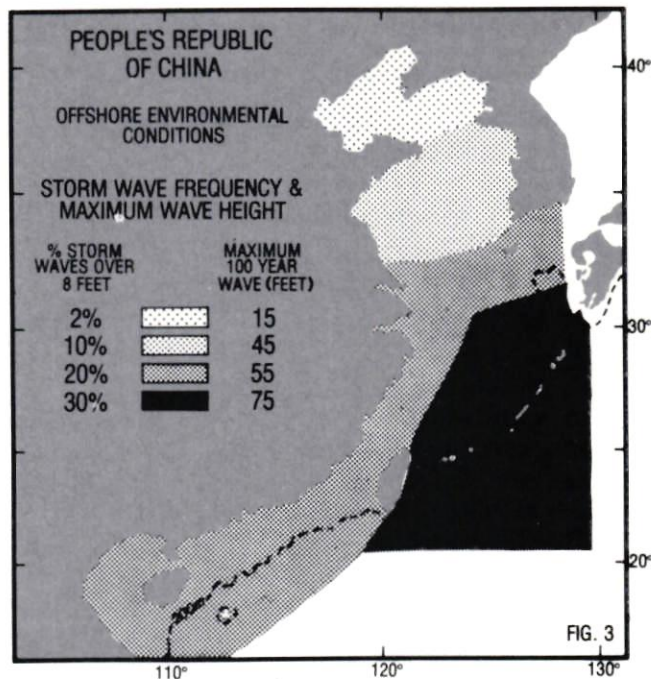 PEOPLE'S REPUBLIC
OF CHINA
OFFSHORE ENVIRONMENTAL
CONDITIONS
STORM WAVE FREQUENCY &
MAXIMUM WAVE HEIGHT
% STORM
WAVES OVER
8 FEET
MAXIMUM
100 YEAR
WAVE (FEET)
2% 15
10% 45
20% 55
30% 75
40°
30°
20°
200m
FIG. 3
110° 120° 130°